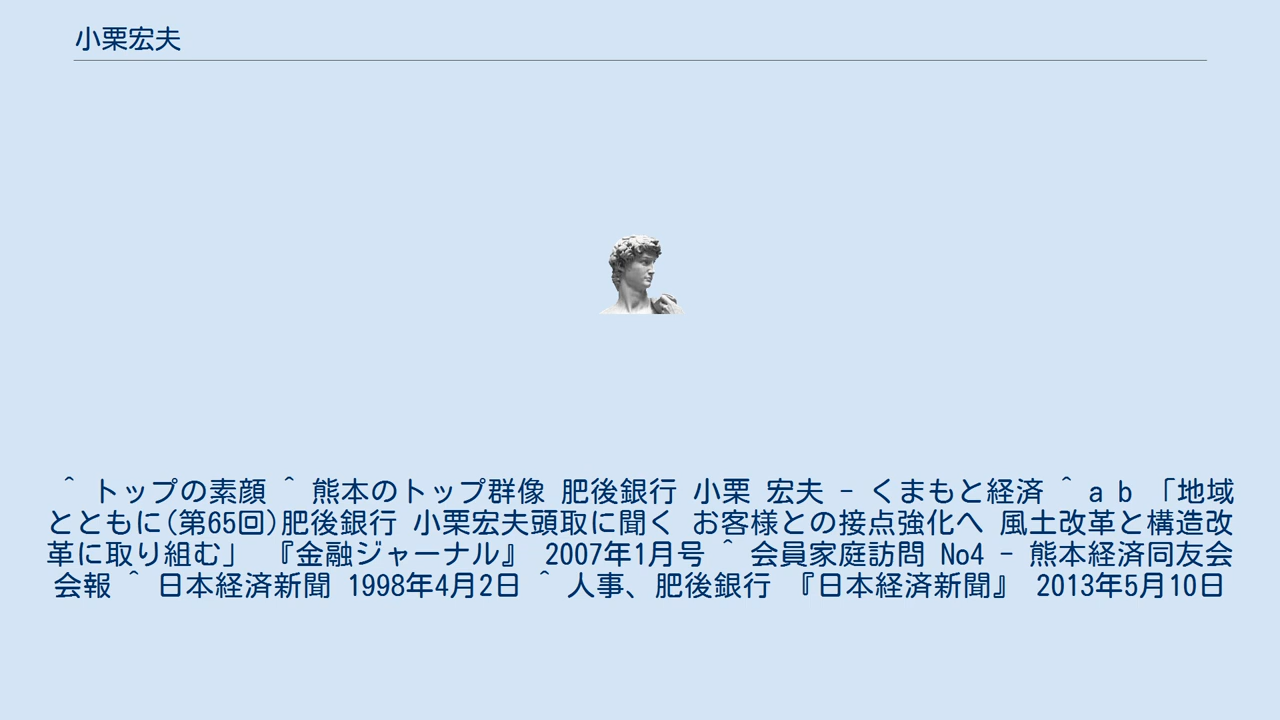 小栗宏夫
^ トップの素顔 ^ 熊本のトップ群像 肥後銀行 小栗 宏夫 - くまもと経済 ^ a b 「地域
とともに(第65回)肥後銀行 小栗宏夫頭取に聞く お客様との接点強化へ 風土改革と構造改
革に取り組む」 『金融ジャーナル』 2007年1月号 ^ 会員家庭訪問 No4 - 熊本経済同友会
会報 ^ 日本経済新聞 1998年4月2日 ^ 人事、肥後銀行 『日本経済新聞』 2013年5月10日